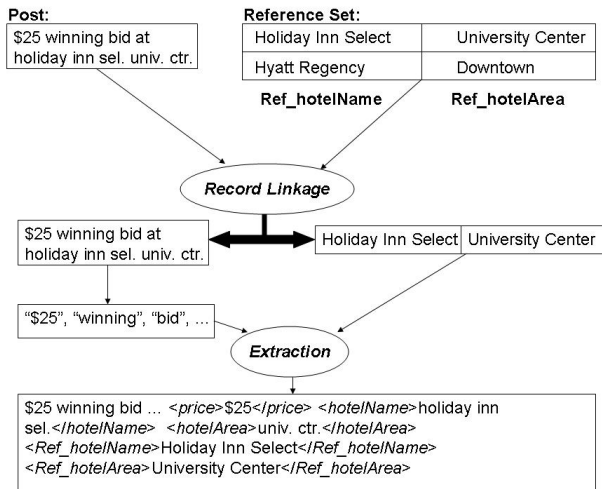 Post:
$25 winning bid at
holiday inn sel. univ. ctr.
Reference Set:
Holiday Inn Select University Center
Hyatt Regency Downtown
Ref_hotelName Ref_hotelArea
Record Linkage
$25 winning bid at
holiday inn sel. univ. ctr.
Holiday Inn Select University Center
“$25”, “winning”, “bid”, …
Extraction
$25 winning bid … <price>$25</price> <hotelName>holiday inn
sel.</hotelName> <hotelArea>univ. ctr.</hotelArea>
<Ref_hotelName>Holiday Inn Select</Ref_hotelName>
<Ref_hotelArea>University Center</Ref_hotelArea>